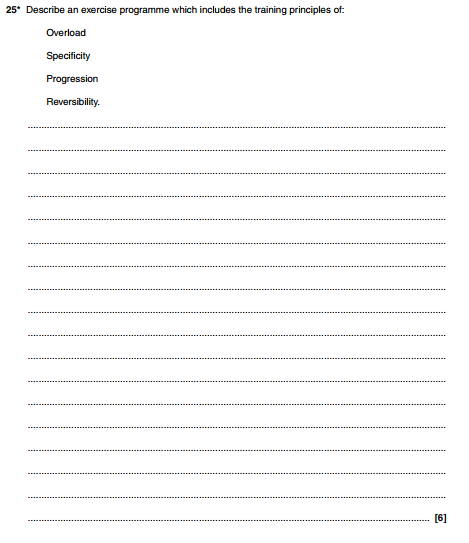 25* Describe an exercise programme which includes the training principles of:
Overload
Specificity
Progression
Reversibility.
[6]